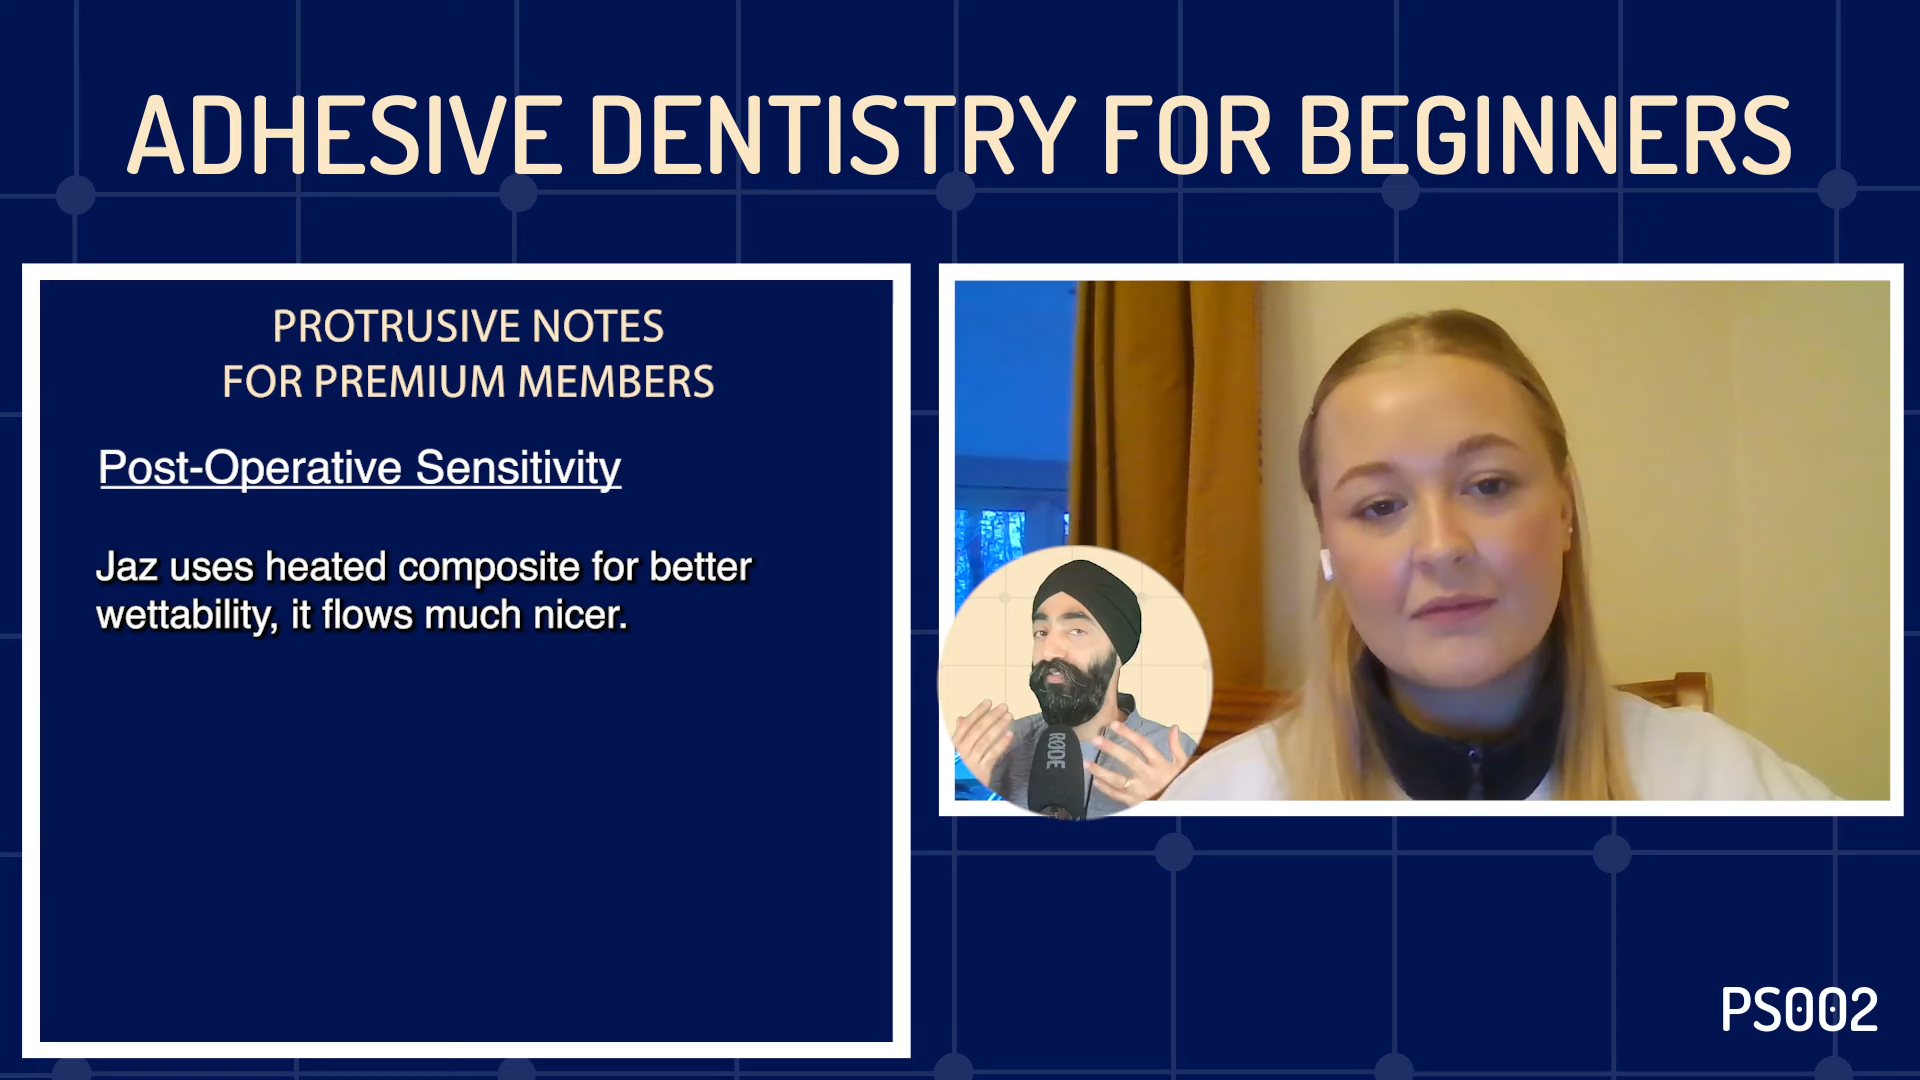 ADHESIVE DENTISTRY FOR BEGINNERS
PROTRUSIVE NOTES
FOR PREMIUM MEMBERS
Post-Operative Sensitivity
Jaz uses heated composite for better
wettability, it flows much nicer.
RØDE
PS002